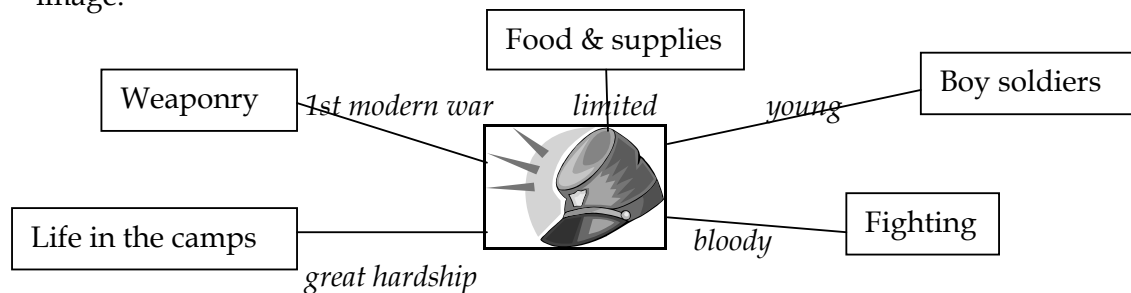 image.
Food & supplies
Weaponry
Boy soldiers
1st modern war
limited
young
Life in the camps
Fighting
bloody
great hardship